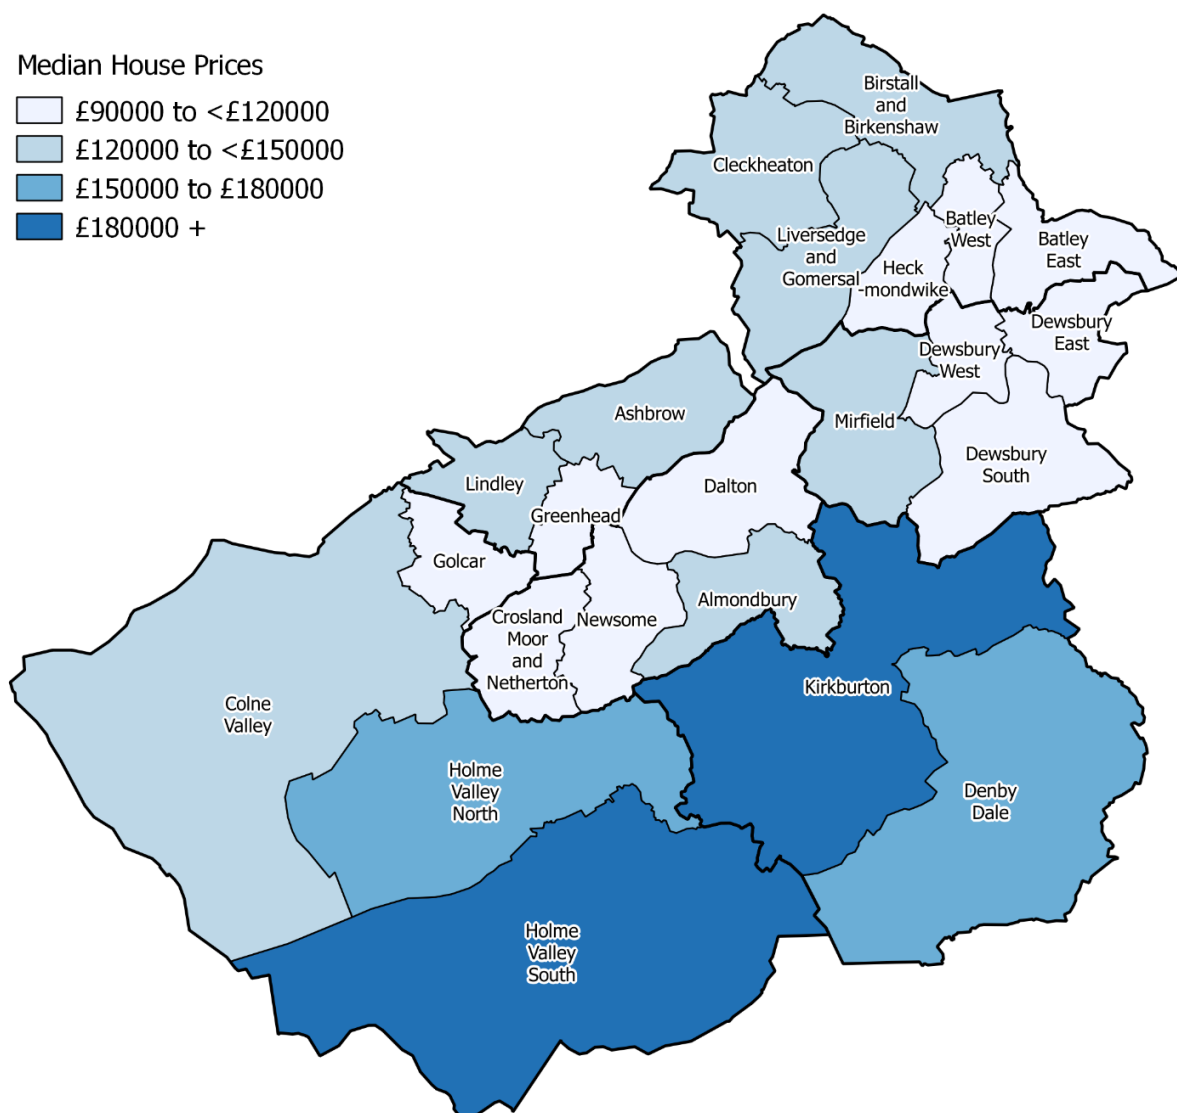 Median House Prices
£90000 to <£120000
£120000 to <£150000
£150000 to £180000
£180000 +
Birstall
and
Birkenshaw
Cleckheaton
Liversedge
and
Gomersal
Heck
-mondwike
Batley
West
Batley
East
Dewsbury
East
Dewsbury
West
Mirfield
Dewsbury
South
Ashbrow
Lindley
Greenhead
Dalton
Golcar
Crosland
Moor
and
Netherton
Newsome
Almondbury
Colne
Valley
Kirkburton
Holme
Valley
North
Denby
Dale
Holme
Valley
South